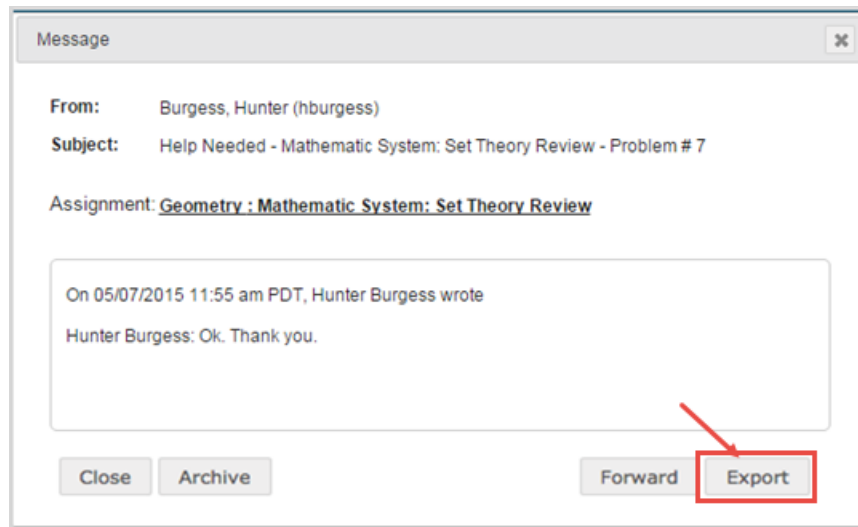 Message
From: Burgess, Hunter (hburgess)
Subject: Help Needed - Mathematic System: Set Theory Review - Problem # 7
Assignment: Geometry : Mathematic System: Set Theory Review
On 05/07/2015 11:55 am PDT, Hunter Burgess wrote
Hunter Burgess: Ok. Thank you.
Close Archive Forward Export